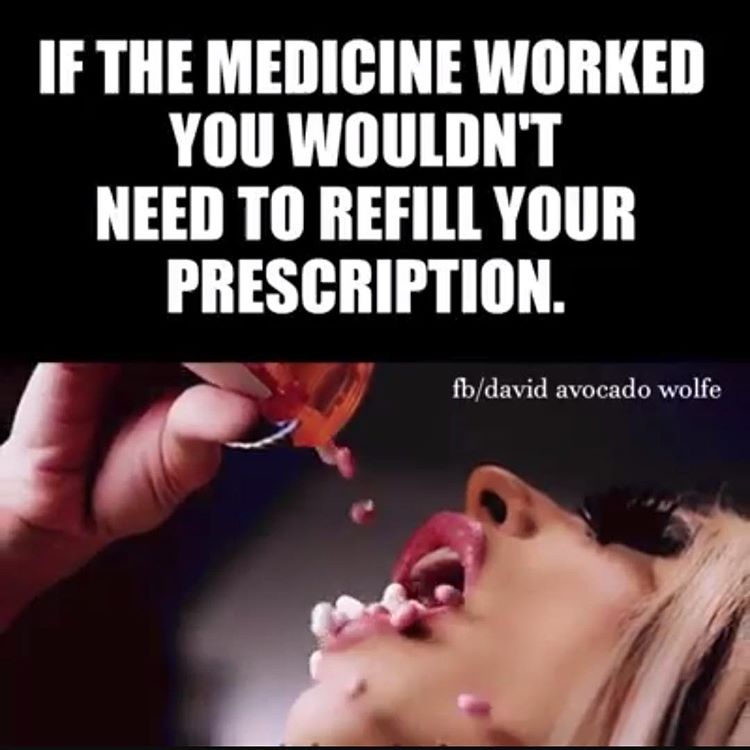 IF THE MEDICINE WORKED
YOU WOULDN'T
NEED TO REFILL YOUR
PRESCRIPTION.
fb/david avocado wolfe